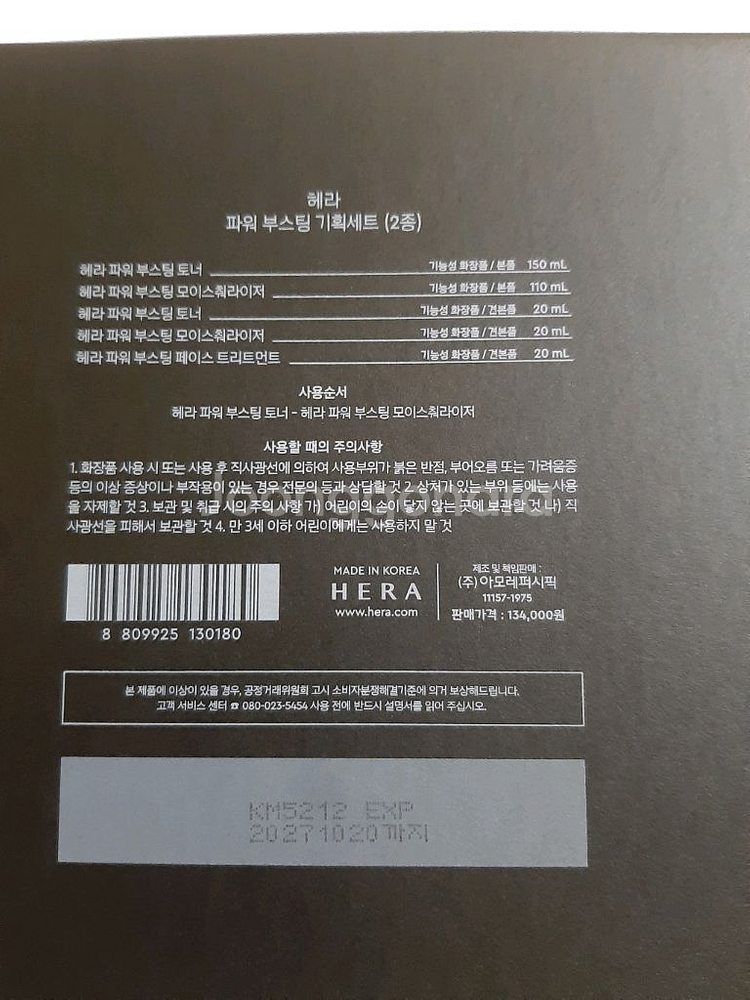 헤라
파워 부스팅 기획세트 (2종)
헤라 파워 부스팅 토너 기능성 화장품 / 본품 150 mL
헤라 파워 부스팅 모이스춰라이저 기능성 화장품 / 본품 110 mL
헤라 파워 부스팅 토너 기능성 화장품 / 견본품 20 mL
헤라 파워 부스팅 모이스춰라이저 기능성 화장품 / 견본품 20 mL
헤라 파워 부스팅 페이스 트리트먼트 기능성 화장품 / 견본품 20 mL
사용순서
헤라 파워 부스팅 토너 - 헤라 파워 부스팅 모이스춰라이저
사용할 때의 주의사항
1. 화장품 사용 시 또는 사용 후 직사광선에 의하여 사용부위가 붉은 반점, 부어오름 또는 가려움증
등의 이상 증상이나 부작용이 있는 경우 전문의 등과 상담할 것 2. 상처가 있는 부위 등에는 사용
을 자제할 것 3. 보관 및 취급 시의 주의 사항 가) 어린이의 손이 닿지 않는 곳에 보관할 것 나) 직
사광선을 피해서 보관할 것 4. 만 3세 이하 어린이에게는 사용하지 말 것
Joonggonara
8 809925 130180
MADE IN KOREA
HERA
www.hera.com
제조 및 책임판매 :
(주)아모레퍼시픽
11157-1975
판매가격 : 134,000원
본 제품에 이상이 있을 경우, 공정거래위원회 고시 소비자분쟁해결기준에 의거 보상해드립니다.
고객 서비스 센터 ☎ 080-023-5454 사용 전에 반드시 설명서를 읽어 주십시오.
KM5212 EXP
20271020까지